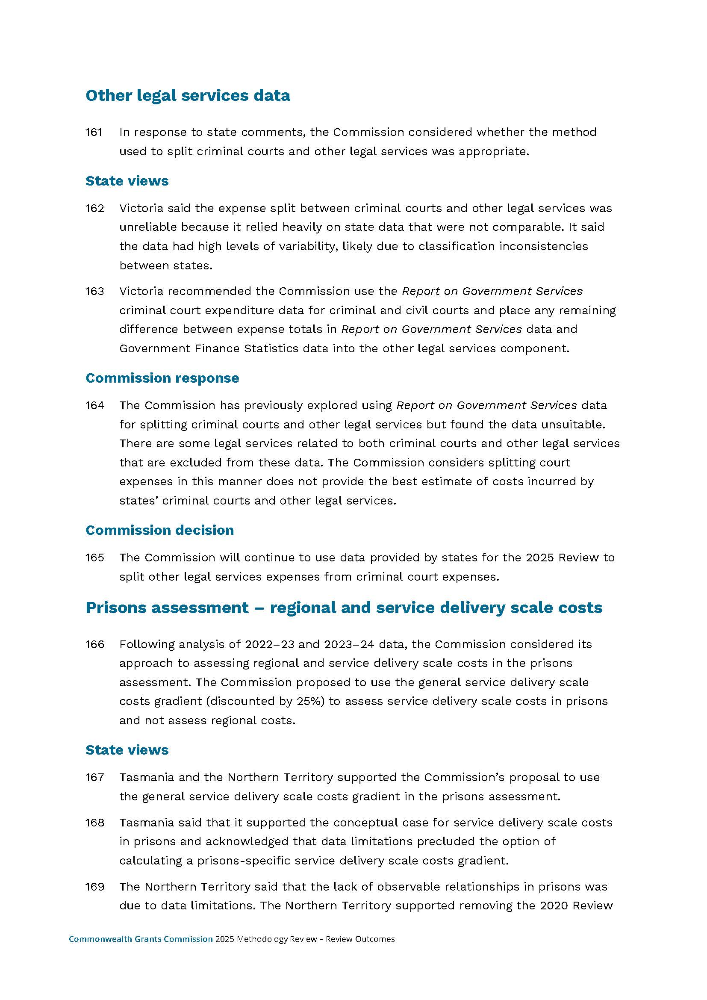 Other legal services data
161 In response to state comments, the Commission considered whether the method
used to split criminal courts and other legal services was appropriate.
State views
162 Victoria said the expense split between criminal courts and other legal services was
unreliable because it relied heavily on state data that were not comparable. It said
the data had high levels of variability, likely due to classification inconsistencies
between states.
163 Victoria recommended the Commission use the Report on Government Services
criminal court expenditure data for criminal and civil courts and place any remaining
difference between expense totals in Report on Government Services data and
Government Finance Statistics data into the other legal services component.
Commission response
164 The Commission has previously explored using Report on Government Services data
for splitting criminal courts and other legal services but found the data unsuitable.
There are some legal services related to both criminal courts and other legal services
that are excluded from these data. The Commission considers splitting court
expenses in this manner does not provide the best estimate of costs incurred by
states’ criminal courts and other legal services.
Commission decision
165 The Commission will continue to use data provided by states for the 2025 Review to
split other legal services expenses from criminal court expenses.
Prisons assessment – regional and service delivery scale costs
166 Following analysis of 2022–23 and 2023–24 data, the Commission considered its
approach to assessing regional and service delivery scale costs in the prisons
assessment. The Commission proposed to use the general service delivery scale
costs gradient (discounted by 25%) to assess service delivery scale costs in prisons
and not assess regional costs.
State views
167 Tasmania and the Northern Territory supported the Commission’s proposal to use
the general service delivery scale costs gradient in the prisons assessment.
168 Tasmania said that it supported the conceptual case for service delivery scale costs
in prisons and acknowledged that data limitations precluded the option of
calculating a prisons-specific service delivery scale costs gradient.
169 The Northern Territory said that the lack of observable relationships in prisons was
due to data limitations. The Northern Territory supported removing the 2020 Review
Commonwealth Grants Commission 2025 Methodology Review – Review Outcomes